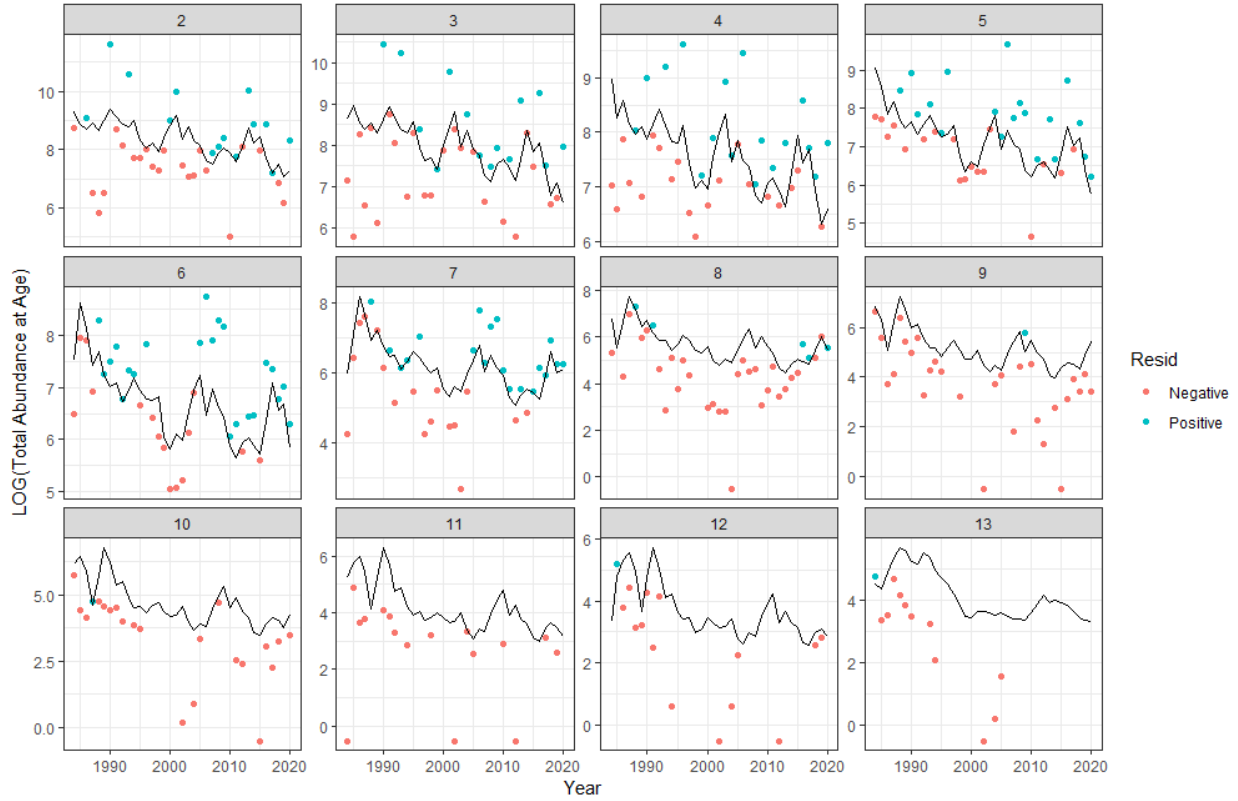 2 3 4 5
10 8 6
10 9 8 7 6
9 8 7 6
9 8 7 6 5
6 7 8 9
8 7 6 5
8 6 4
8 6 4 2 0
6 4 2 0
10 11 12 13
5.0 2.5 0.0
6 4 2 0
6 4 2 0
4 2 0
1990 2000 2010 2020 1990 2000 2010 2020 1990 2000 2010 2020 1990 2000 2010 2020
Year
LOG(Total Abundance at Age)
Resid
Negative
Positive